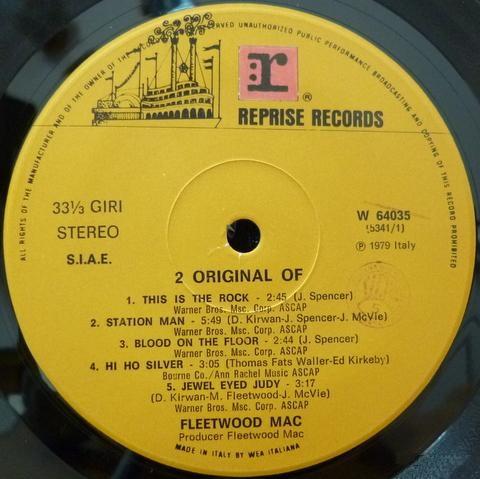 ALL RIGHTS OF THE MANUFACTURER AND OF THE OWNER OF THE RECORDED WORK RESERVED UNAUTHORIZED PUBLIC PERFORMANCE BROADCASTING AND COPYING OF THIS RECORD PROHIBITED
r
®
REPRISE RECORDS
33⅓ GIRI
STEREO
S.I.A.E.
W 64035
(5341/1)
Ⓟ 1979 Italy
2 ORIGINAL OF
1. THIS IS THE ROCK - 2:45 (J. Spencer)
Warner Bros. Msc. Corp. ASCAP
2. STATION MAN - 5:49 (D. Kirwan-J. Spencer-J. McVie)
Warner Bros. Msc. Corp. ASCAP
3. BLOOD ON THE FLOOR - 2:44 (J. Spencer)
Warner Bros. Msc. Corp. ASCAP
4. HI HO SILVER - 3:05 (Thomas Fats Waller-Ed Kirkeby)
Bourne Co./Ann Rachel Music ASCAP
5. JEWEL EYED JUDY - 3:17
(D. Kirwan-M. Fleetwood-J. McVie)
Warner Bros. Msc. Corp. ASCAP
FLEETWOOD MAC
Producer Fleetwood Mac
MADE IN ITALY BY WEA ITALIANA